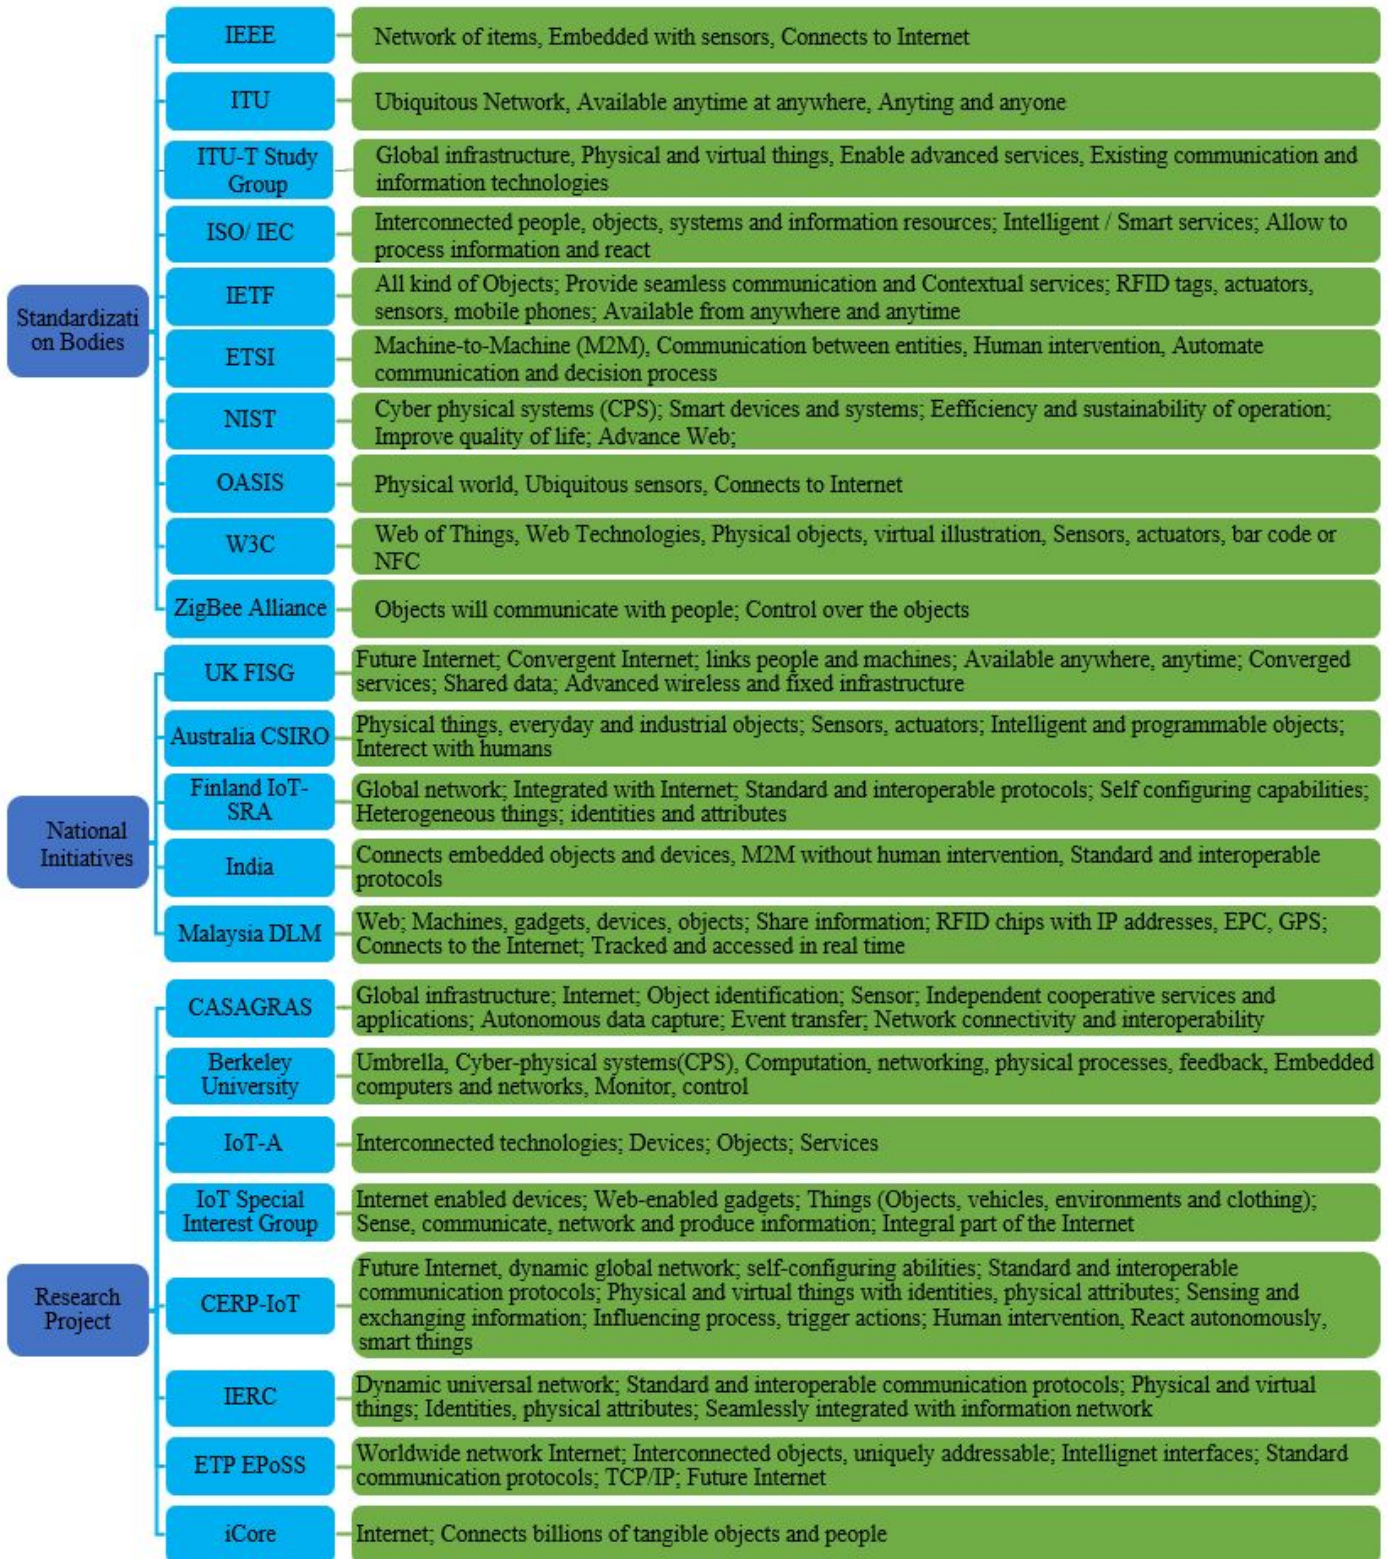 Standardizati
on Bodies
IEEE
Network of items, Embedded with sensors, Connects to Internet
ITU
Ubiquitous Network, Available anytime at anywhere, Anyting and anyone
ITU-T Study
Group
Global infrastructure, Physical and virtual things, Enable advanced services, Existing communication and
information technologies
ISO/ IEC
Interconnected people, objects, systems and information resources; Intelligent / Smart services; Allow to
process information and react
IETF
All kind of Objects; Provide seamless communication and Contextual services; RFID tags, actuators,
sensors, mobile phones; Available from anywhere and anytime
ETSI
Machine-to-Machine (M2M), Communication between entities, Human intervention, Automate
communication and decision process
NIST
Cyber physical systems (CPS); Smart devices and systems; Eefficiency and sustainability of operation;
Improve quality of life; Advance Web;
OASIS
Physical world, Ubiquitous sensors, Connects to Internet
W3C
Web of Things, Web Technologies, Physical objects, virtual illustration, Sensors, actuators, bar code or
NFC
ZigBee Alliance
Objects will communicate with people; Control over the objects
National
Initiatives
UK FISG
Future Internet; Convergent Internet; links people and machines; Available anywhere, anytime; Converged
services; Shared data; Advanced wireless and fixed infrastructure
Australia CSIRO
Physical things, everyday and industrial objects; Sensors, actuators; Intelligent and programmable objects;
Interect with humans
Finland IoT-
SRA
Global network; Integrated with Internet; Standard and interoperable protocols; Self configuring capabilities;
Heterogeneous things; identities and attributes
India
Connects embedded objects and devices, M2M without human intervention, Standard and interoperable
protocols
Malaysia DLM
Web; Machines, gadgets, devices, objects; Share information; RFID chips with IP addresses, EPC, GPS;
Connects to the Internet; Tracked and accessed in real time
Research
Project
CASAGRAS
Global infrastructure; Internet; Object identification; Sensor; Independent cooperative services and
applications; Autonomous data capture; Event transfer; Network connectivity and interoperability
Berkeley
University
Umbrella, Cyber-physical systems(CPS), Computation, networking, physical processes, feedback, Embedded
computers and networks, Monitor, control
IoT-A
Interconnected technologies; Devices; Objects; Services
IoT Special
Interest Group
Internet enabled devices; Web-enabled gadgets; Things (Objects, vehicles, environments and clothing);
Sense, communicate, network and produce information; Integral part of the Internet
CERP-IoT
Future Internet, dynamic global network; self-configuring abilities; Standard and interoperable
communication protocols; Physical and virtual things with identities, physical attributes; Sensing and
exchanging information; Influencing process, trigger actions; Human intervention, React autonomously,
smart things
IERC
Dynamic universal network; Standard and interoperable communication protocols; Physical and virtual
things; Identities, physical attributes; Seamlessly integrated with information network
ETP EPoSS
Worldwide network Internet; Interconnected objects, uniquely addressable; Intellignet interfaces; Standard
communication protocols; TCP/IP; Future Internet
iCore
Internet; Connects billions of tangible objects and people